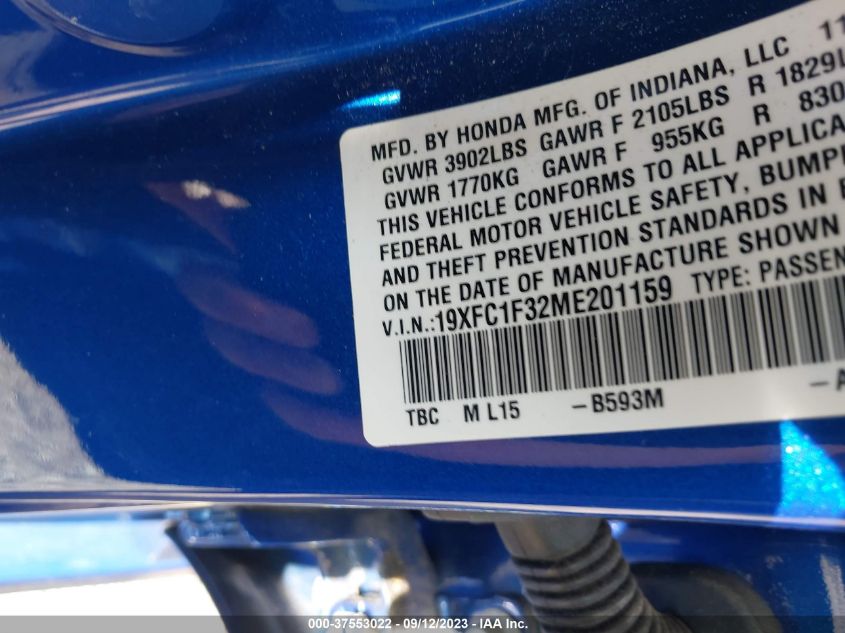 MFD. BY HONDA MFG. OF INDIANA, LLC 11
GVWR 3902LBS GAWR F 2105LBS R 1829L
GVWR 1770KG GAWR F 955KG R 830
THIS VEHICLE CONFORMS TO ALL APPLICA
FEDERAL MOTOR VEHICLE SAFETY, BUMP
AND THEFT PREVENTION STANDARDS IN
ON THE DATE OF MANUFACTURE SHOWN
V.I.N.:19XFC1F32ME201159 TYPE: PASSEN
TBC M L15 -B593M -A
000-37553022 - 09/12/2023 - IAA Inc.